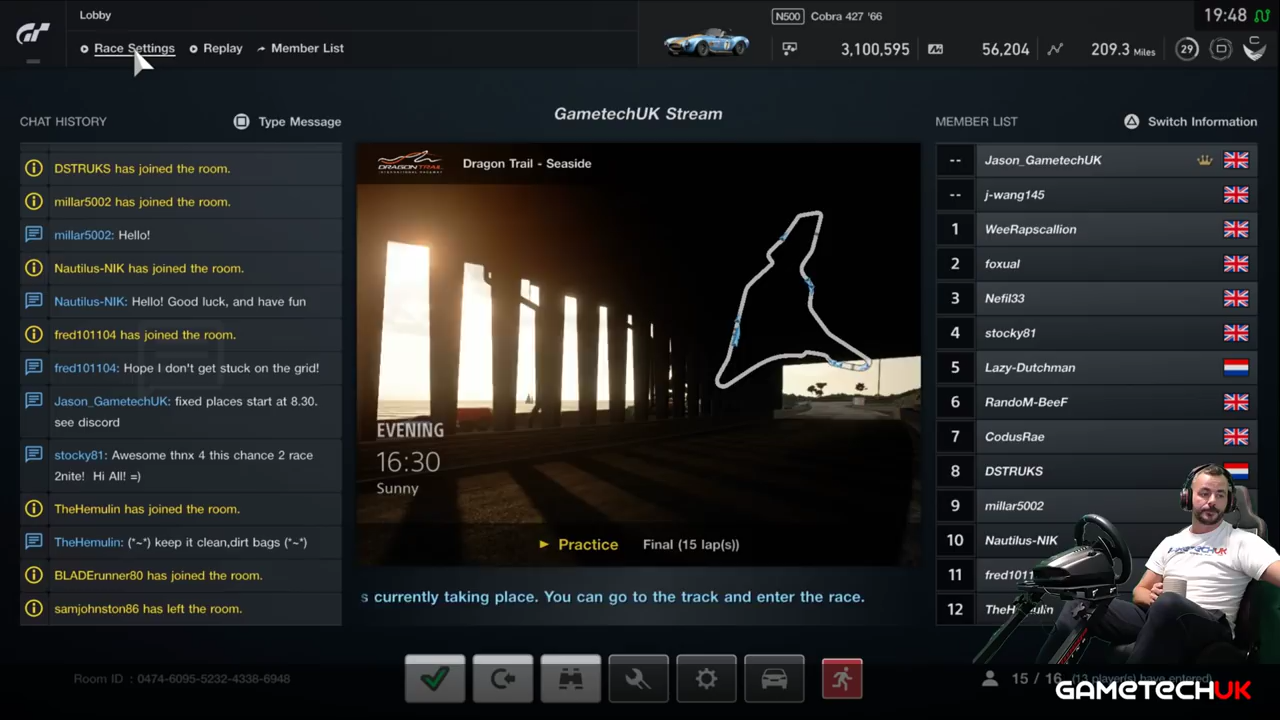 Lobby
N500 Cobra 427 '66
19:48
Race Settings Replay Member List
3,100,595 56,204 209.3 Miles 29
C
GametechUK Stream
CHAT HISTORY Type Message
MEMBER LIST Switch Information
DSTRUKS has joined the room.
millar5002 has joined the room.
millar5002: Hello!
Nautilus-NIK has joined the room.
Nautilus-NIK: Hello! Good luck, and have fun
fred101104 has joined the room.
fred101104: Hope I don't get stuck on the grid!
Jason_GametechUK: fixed places start at 8.30.
see discord
stocky81: Awesome thnx 4 this chance 2 race
2nite! Hi All! =)
TheHemulin has joined the room.
TheHemulin: (*~*) keep it clean,dirt bags (*~*)
BLADErunner80 has joined the room.
samjohnston86 has left the room.
DRAGON TRAIL
Dragon Trail - Seaside
EVENING
16:30
Sunny
Practice Final (15 lap(s))
s currently taking place. You can go to the track and enter the race.
-- Jason_GametechUK
-- j-wang145
1 WeeRapscallion
2 foxual
3 Nefil33
4 stocky81
5 Lazy-Dutchman
6 RandoM-BeeF
7 CodusRae
8 DSTRUKS
9 millar5002
10 Nautilus-NIK
11 fred1011
12 TheHemulin
Room ID : 0474-6095-5232-4338-6948
15 / 16 (13 player(s) have entered)
GAMETECHUK